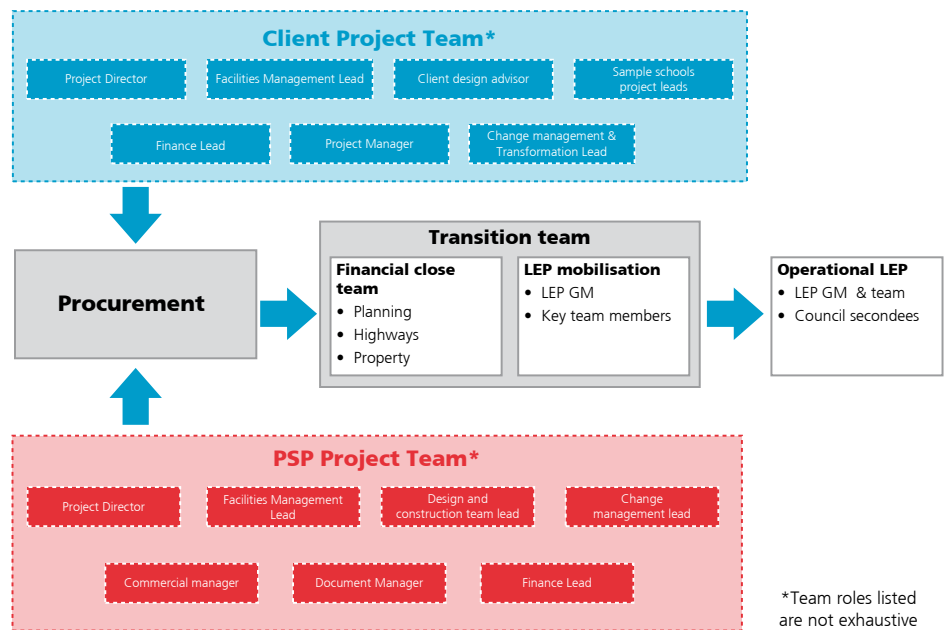 Client Project Team*
Project Director
Facilities Management Lead
Client design advisor
Sample schools
project leads
Finance Lead
Project Manager
Change management &
Transformation Lead
Procurement
Transition team
Financial close
team
• Planning
• Highways
• Property
LEP mobilisation
• LEP GM
• Key team members
Operational LEP
• LEP GM & team
• Council secondees
PSP Project Team*
Project Director
Facilities Management
Lead
Design and
construction team lead
Change
management lead
Commercial manager
Document Manager
Finance Lead
*Team roles listed
are not exhaustive